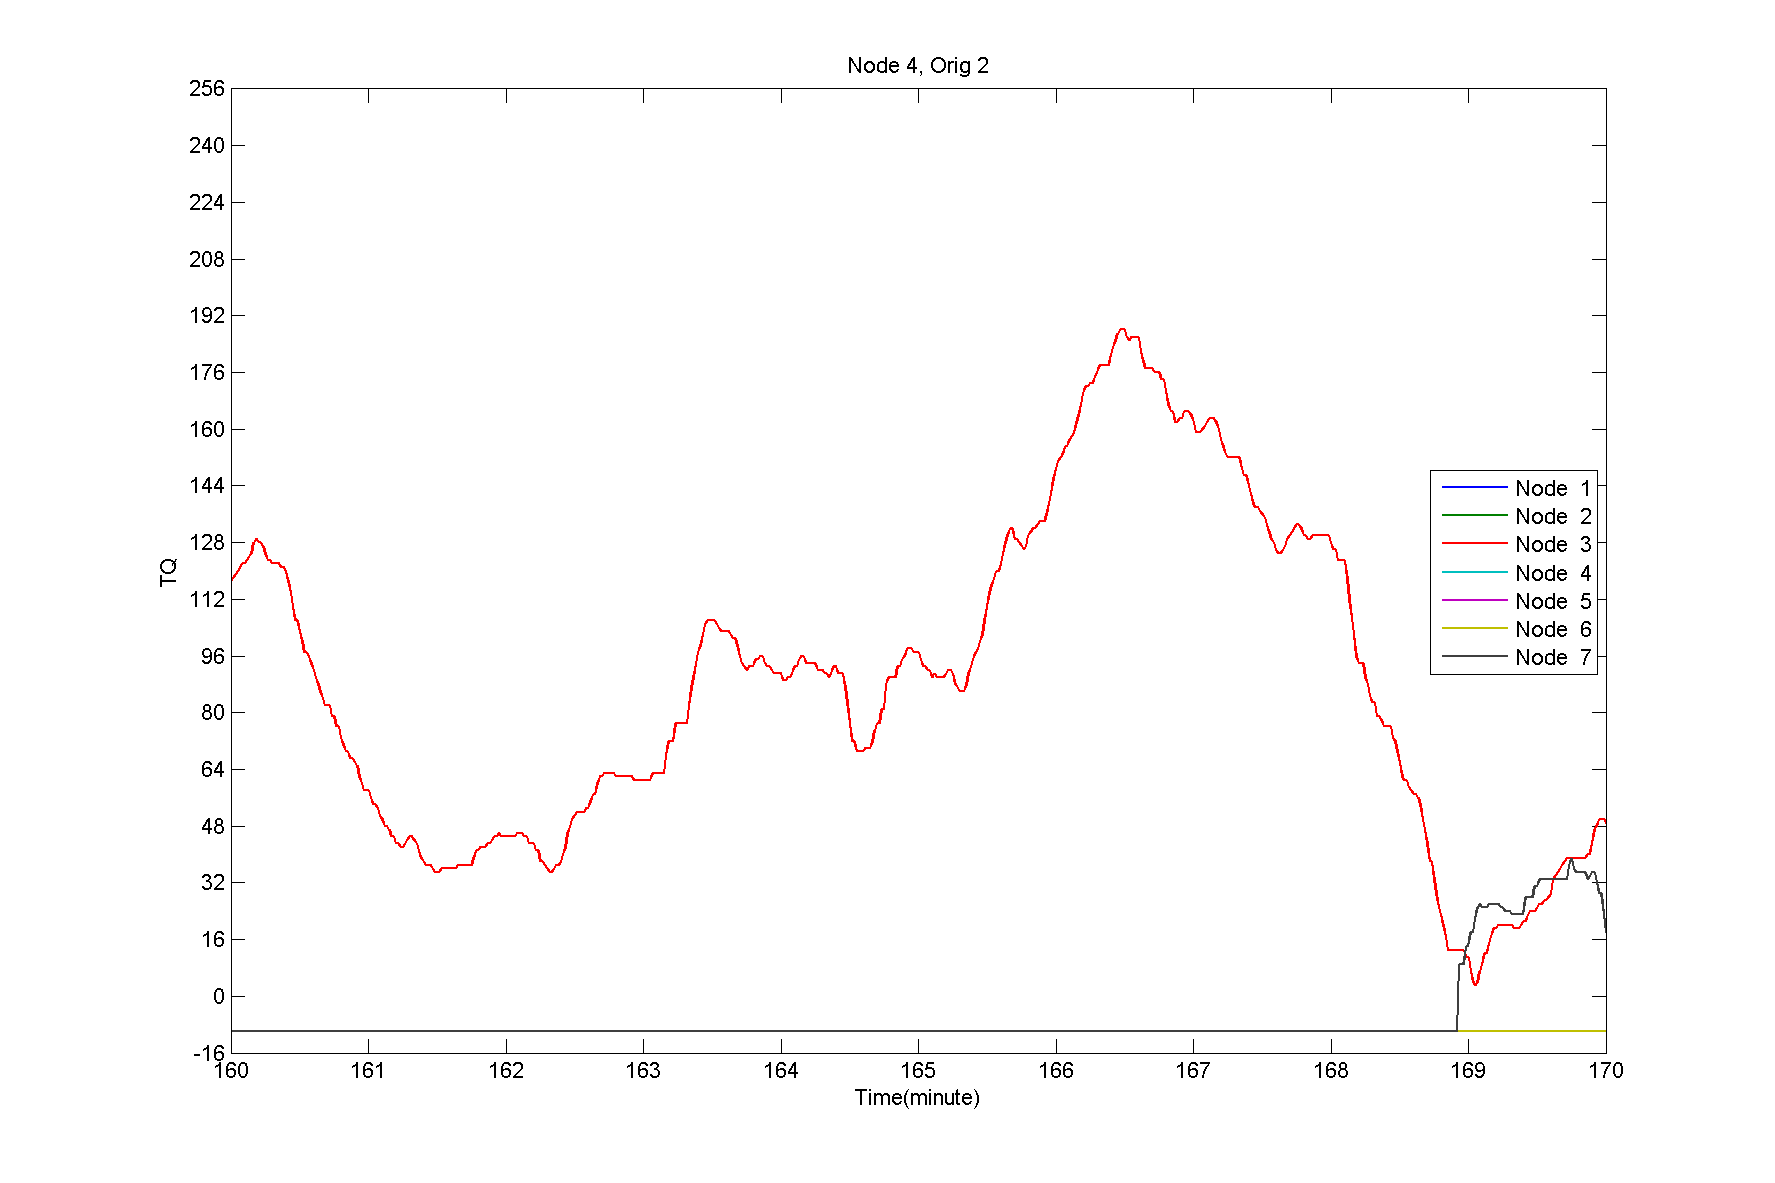 Node 4, Orig 2
256
240
224
208
192
176
160
144
128
112
96
80
64
48
32
16
0
-16
TQ
Node 1
Node 2
Node 3
Node 4
Node 5
Node 6
Node 7
160 161 162 163 164 165 166 167 168 169 170
Time(minute)